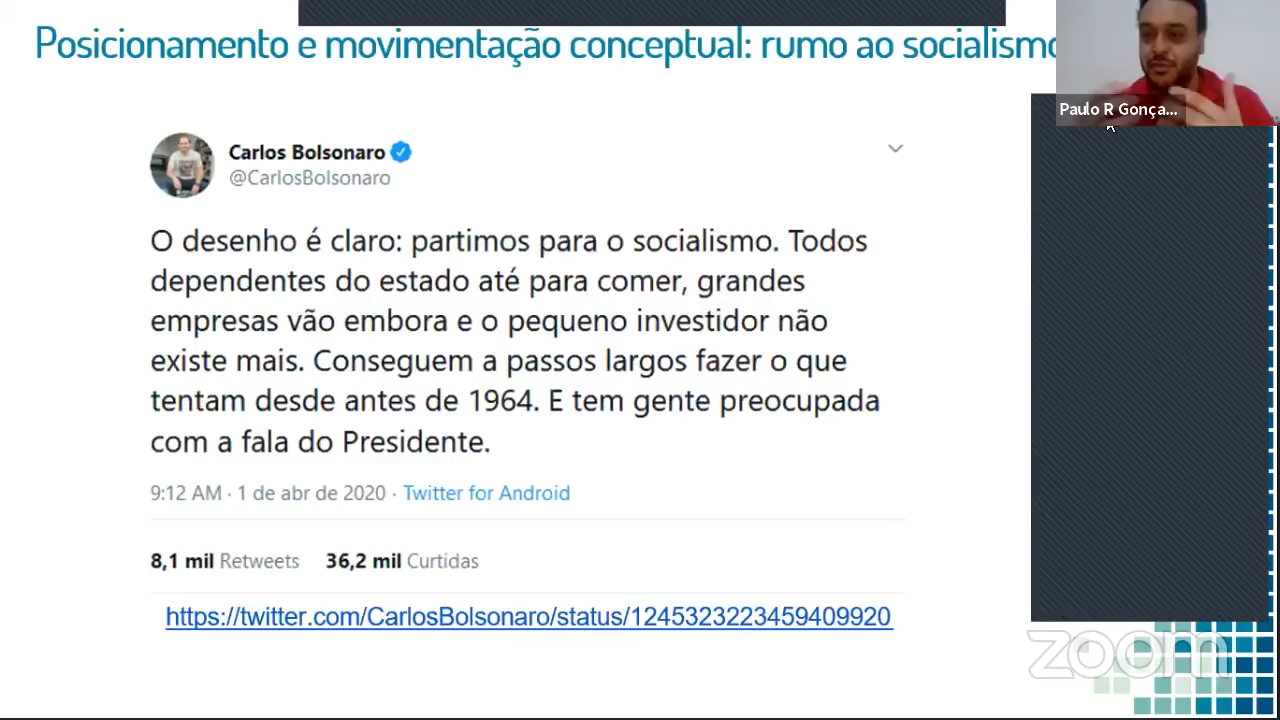 Posicionamento e movimentação conceptual: rumo ao socialismo
Paulo R Gonça...
Carlos Bolsonaro
@CarlosBolsonaro
O desenho é claro: partimos para o socialismo. Todos
dependentes do estado até para comer, grandes
empresas vão embora e o pequeno investidor não
existe mais. Conseguem a passos largos fazer o que
tentam desde antes de 1964. E tem gente preocupada
com a fala do Presidente.
9:12 AM · 1 de abr de 2020 · Twitter for Android
8,1 mil Retweets 36,2 mil Curtidas
https://twitter.com/CarlosBolsonaro/status/1245323223459409920
zoom